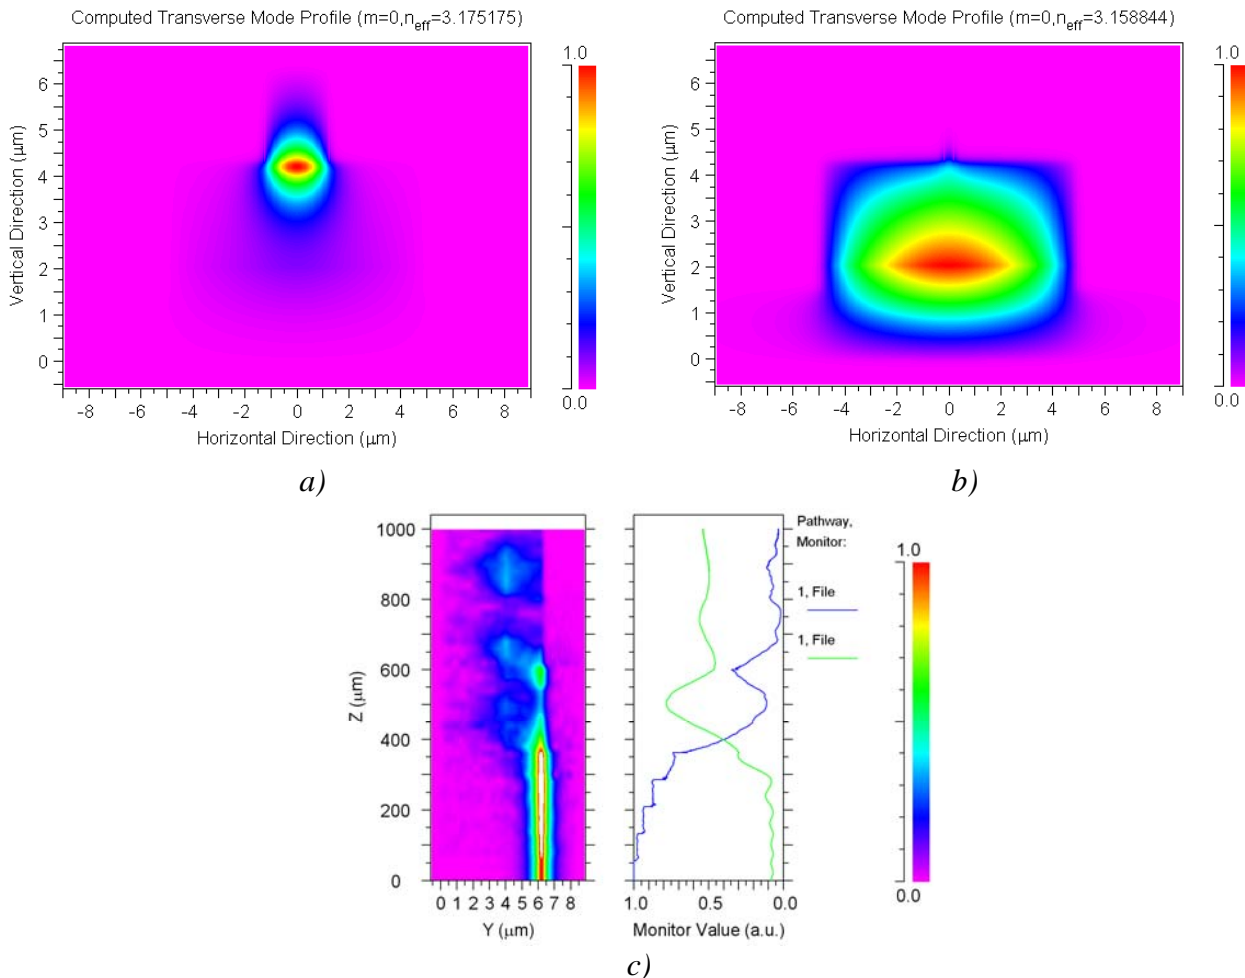 Computed Transverse Mode Profile (m=0,neff=3.175175)
1.0
6
5
4
3
2
1
0
Vertical Direction (μm)
-8 -6 -4 -2 0 2 4 6 8
0.0
Horizontal Direction (μm)
a)
Computed Transverse Mode Profile (m=0,neff=3.158844)
1.0
6
5
4
3
2
1
0
Vertical Direction (μm)
-8 -6 -4 -2 0 2 4 6 8
0.0
Horizontal Direction (μm)
b)
1000
800
600
400
200
0
Z (μm)
0 1 2 3 4 5 6 7 8
Y (μm)
1.0 0.5 0.0
Monitor Value (a.u.)
Pathway,
Monitor:
1, File
1, File
1.0
0.0
c)